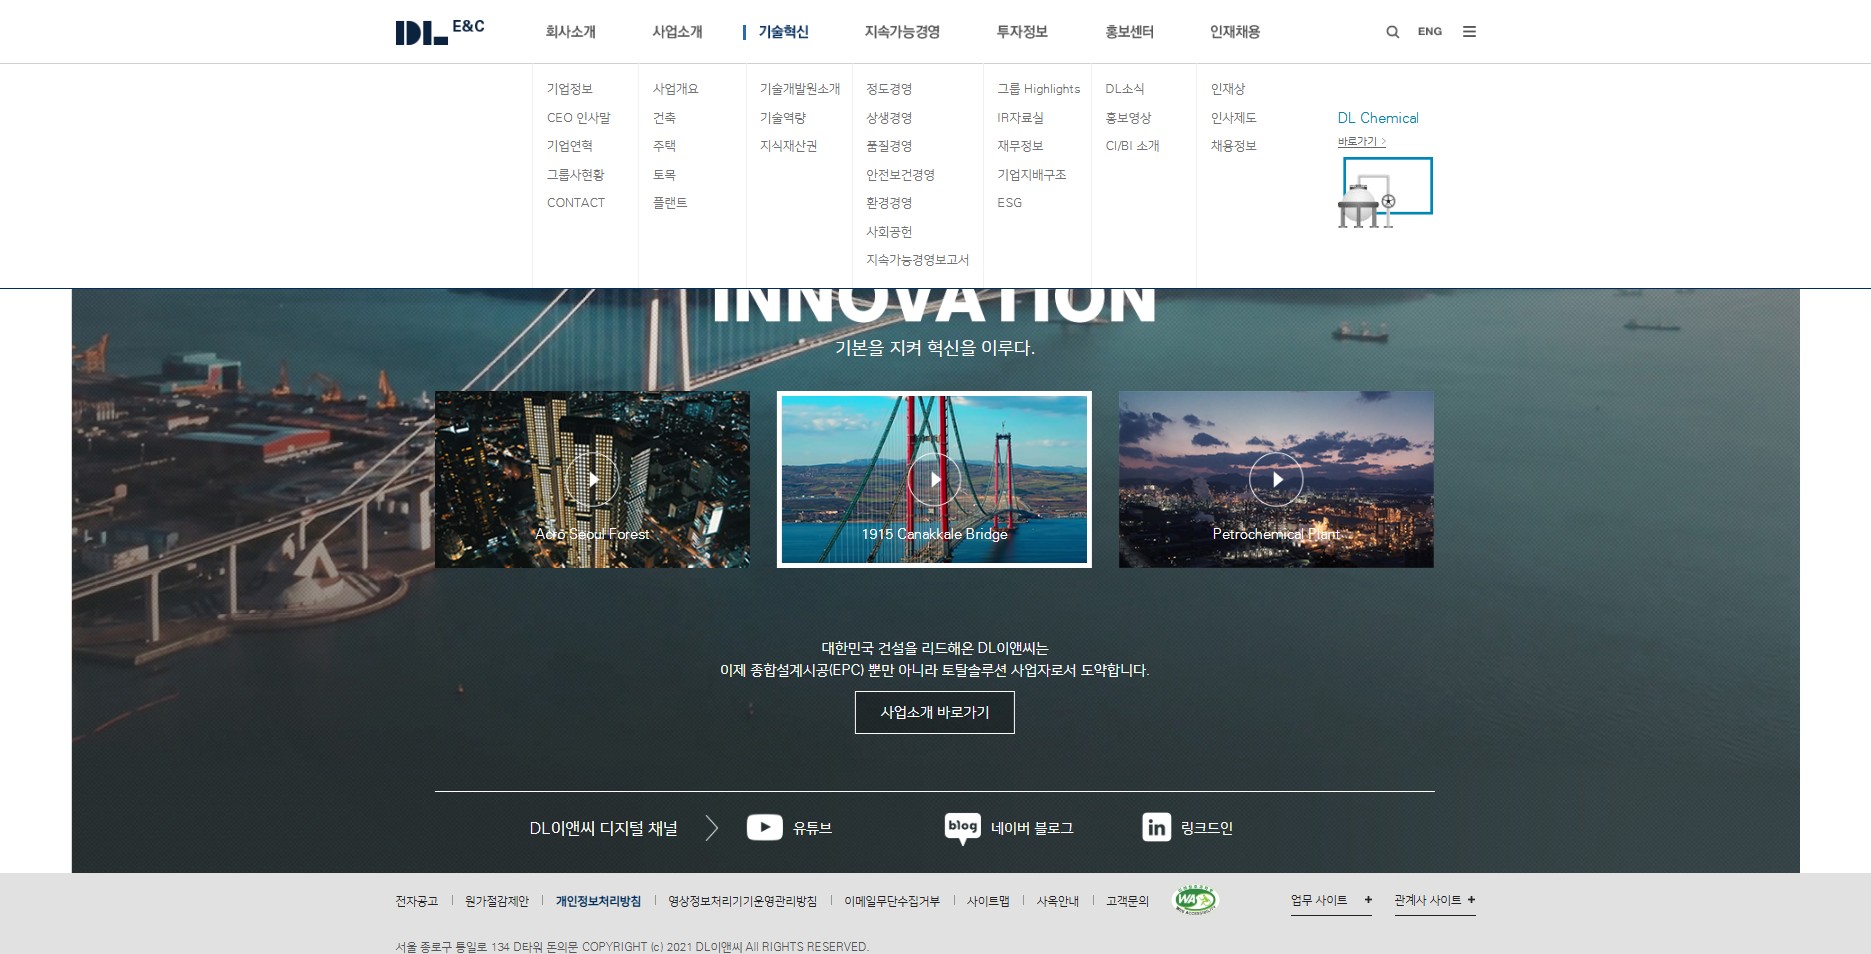 DL E&C
회사소개
사업소개
기술혁신
지속가능경영
투자정보
홍보센터
인재채용
ENG
기업정보
CEO 인사말
기업연혁
그룹사현황
CONTACT
사업개요
건축
주택
토목
플랜트
기술개발원소개
기술역량
지식재산권
정도경영
상생경영
품질경영
안전보건경영
환경경영
사회공헌
지속가능경영보고서
그룹 Highlights
IR자료실
재무정보
기업지배구조
ESG
DL소식
홍보영상
CI/BI 소개
인재상
인사제도
채용정보
DL Chemical
바로가기 >
INNOVATION
기본을 지켜 혁신을 이루다.
Acro Seoul Forest
1915 Canakkale Bridge
Petrochemical Plant
대한민국 건설을 리드해온 DL이앤씨는
이제 종합설계시공(EPC) 뿐만 아니라 토탈솔루션 사업자로서 도약합니다.
사업소개 바로가기
DL이앤씨 디지털 채널
유튜브
blog 네이버 블로그
in 링크드인
전자공고
원가절감제안
개인정보처리방침
영상정보처리기기운영관리방침
이메일무단수집거부
사이트맵
사옥안내
고객문의
WA
업무 사이트 +
관계사 사이트 +
서울 종로구 통일로 134 D타워 돈의문 COPYRIGHT (c) 2021 DL이앤씨 All RIGHTS RESERVED.